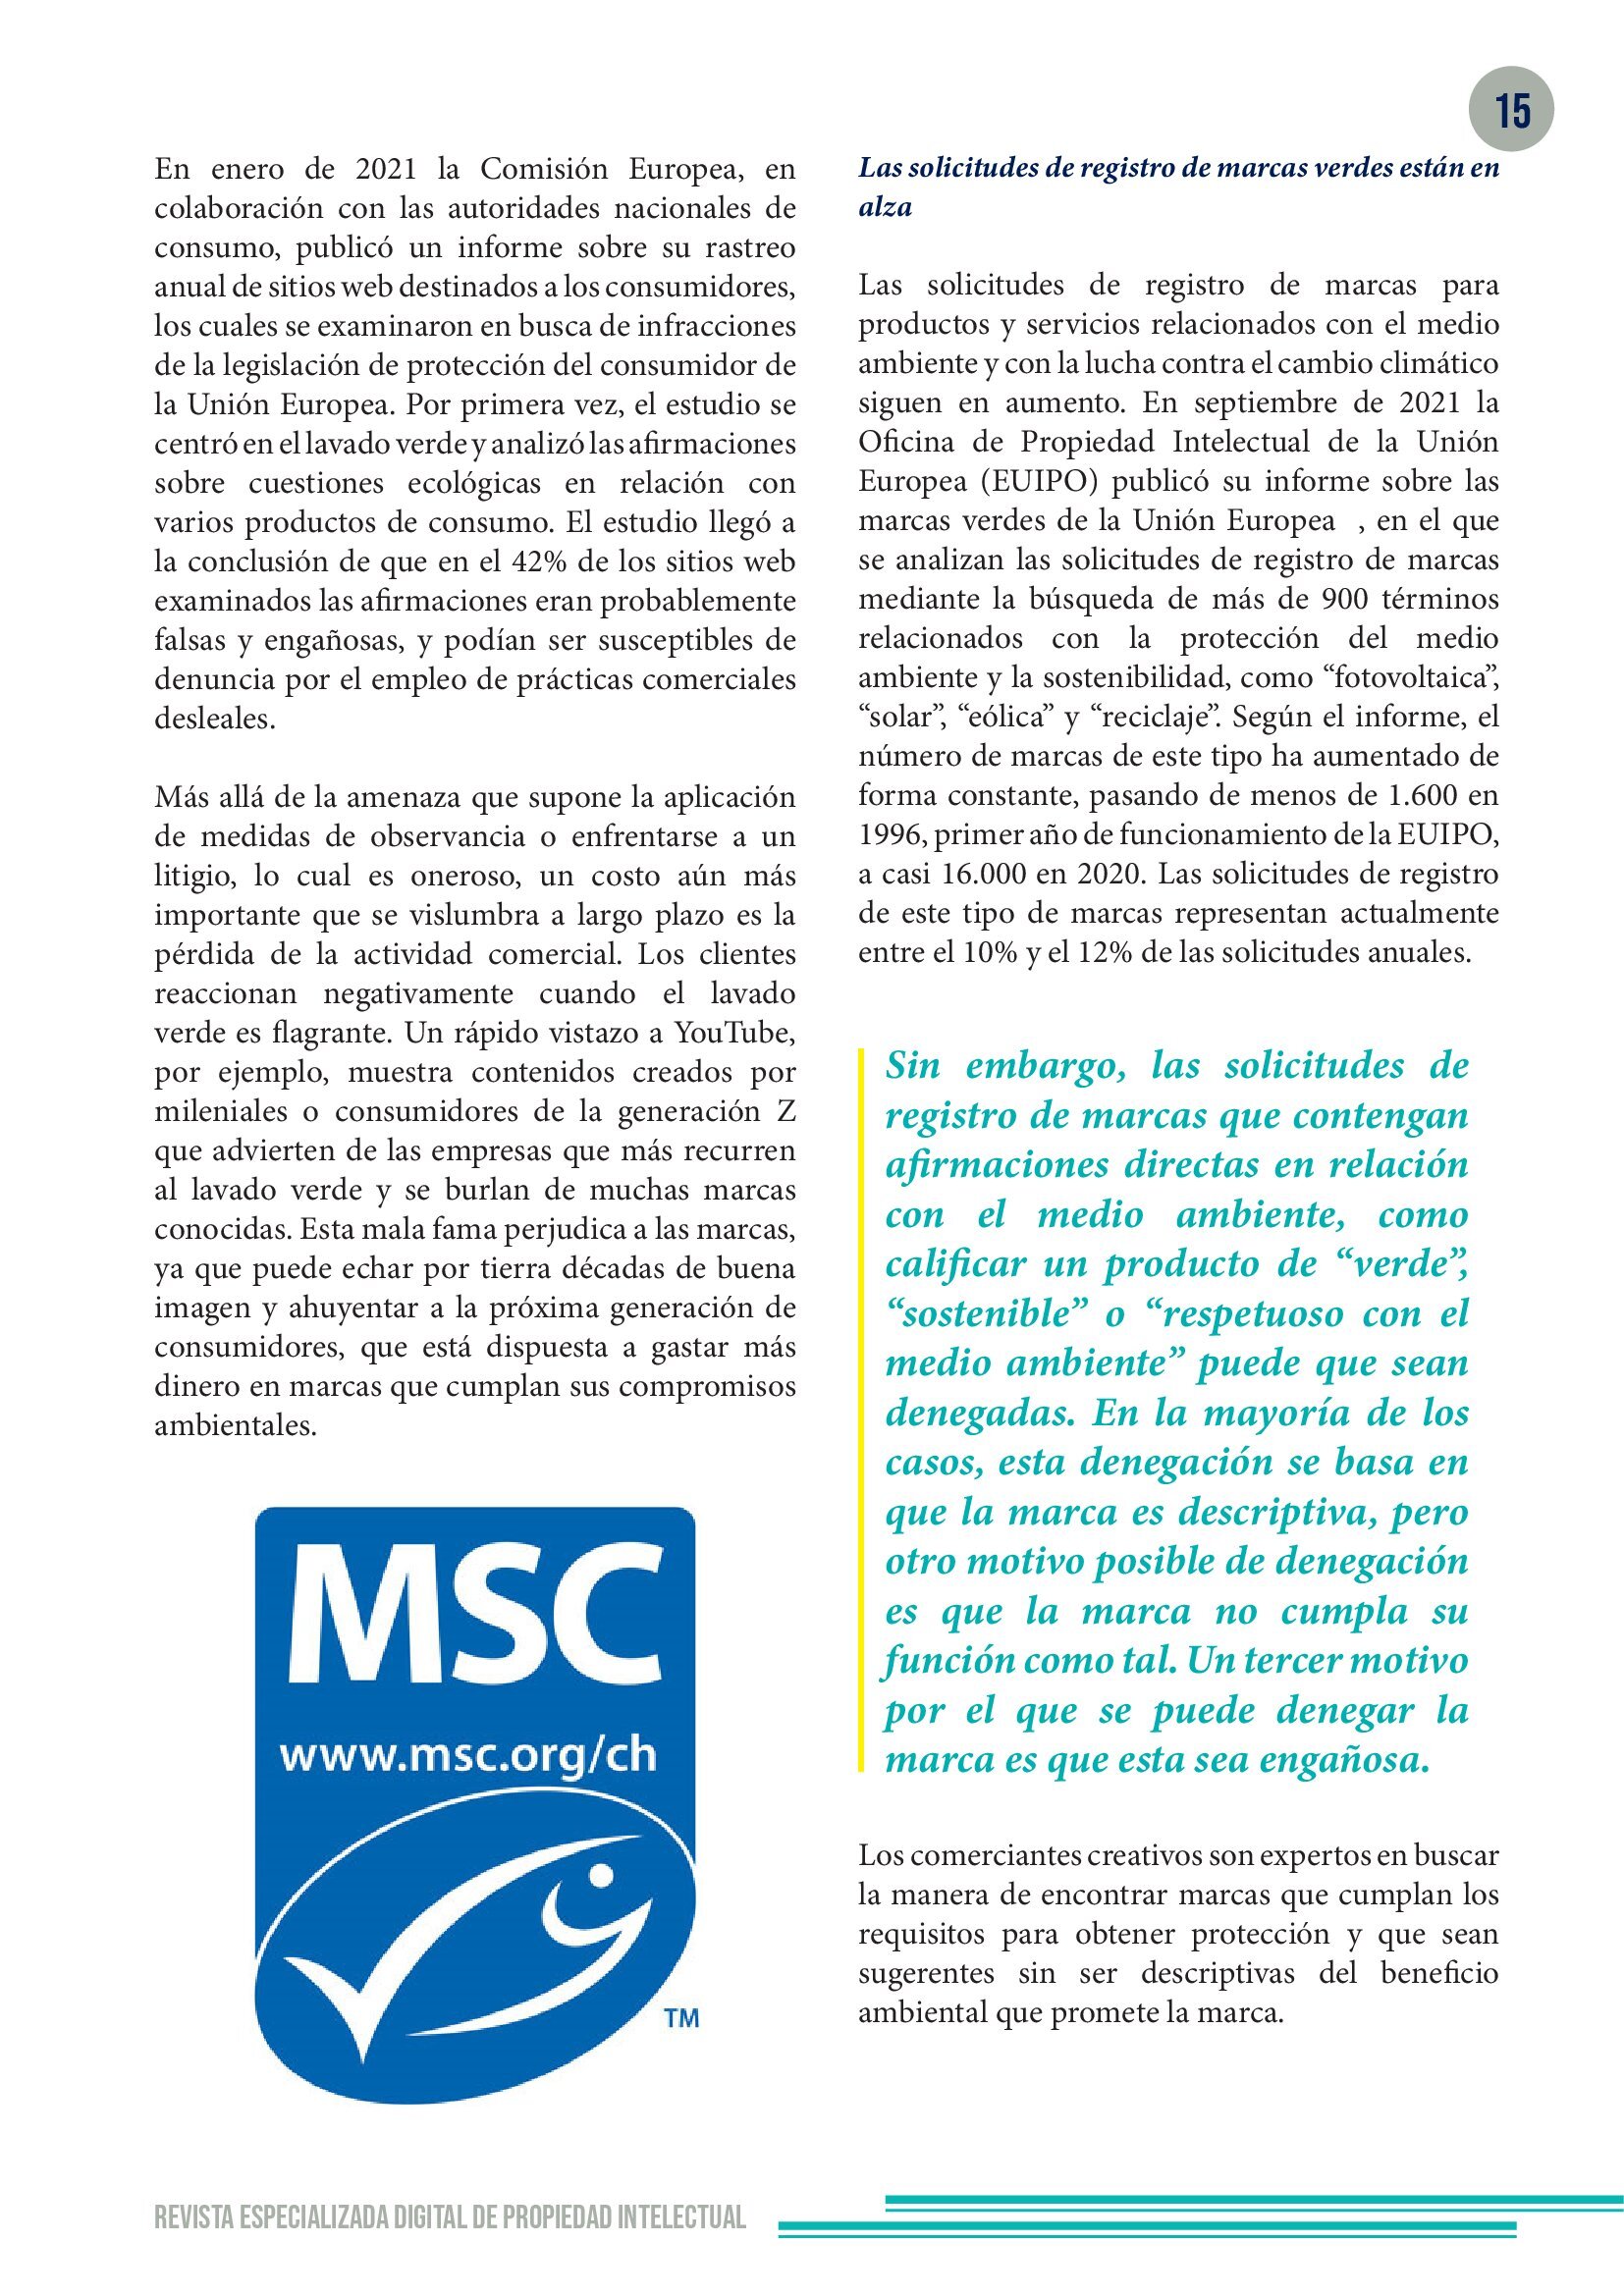 15
En enero de 2021 la Comisión Europea, en
colaboración con las autoridades nacionales de
consumo, publicó un informe sobre su rastreo
anual de sitios web destinados a los consumidores,
los cuales se examinaron en busca de infracciones
de la legislación de protección del consumidor de
la Unión Europea. Por primera vez, el estudio se
centró en el lavado verde y analizó las afirmaciones
sobre cuestiones ecológicas en relación con
varios productos de consumo. El estudio llegó a
la conclusión de que en el 42% de los sitios web
examinados las afirmaciones eran probablemente
falsas y engañosas, y podían ser susceptibles de
denuncia por el empleo de prácticas comerciales
desleales.
Más allá de la amenaza que supone la aplicación
de medidas de observancia o enfrentarse a un
litigio, lo cual es oneroso, un costo aún más
importante que se vislumbra a largo plazo es la
pérdida de la actividad comercial. Los clientes
reaccionan negativamente cuando el lavado
verde es flagrante. Un rápido vistazo a YouTube,
por ejemplo, muestra contenidos creados por
mileniales o consumidores de la generación Z
que advierten de las empresas que más recurren
al lavado verde y se burlan de muchas marcas
conocidas. Esta mala fama perjudica a las marcas,
ya que puede echar por tierra décadas de buena
imagen y ahuyentar a la próxima generación de
consumidores, que está dispuesta a gastar más
dinero en marcas que cumplan sus compromisos
ambientales.
MSC
www.msc.org/ch
TM
Las solicitudes de registro de marcas verdes están en
alza
Las solicitudes de registro de marcas para
productos y servicios relacionados con el medio
ambiente y con la lucha contra el cambio climático
siguen en aumento. En septiembre de 2021 la
Oficina de Propiedad Intelectual de la Unión
Europea (EUIPO) publicó su informe sobre las
marcas verdes de la Unión Europea , en el que
se analizan las solicitudes de registro de marcas
mediante la búsqueda de más de 900 términos
relacionados con la protección del medio
ambiente y la sostenibilidad, como “fotovoltaica”,
“solar”, “eólica” y “reciclaje”. Según el informe, el
número de marcas de este tipo ha aumentado de
forma constante, pasando de menos de 1.600 en
1996, primer año de funcionamiento de la EUIPO,
a casi 16.000 en 2020. Las solicitudes de registro
de este tipo de marcas representan actualmente
entre el 10% y el 12% de las solicitudes anuales.
Sin embargo, las solicitudes de
registro de marcas que contengan
afirmaciones directas en relación
con el medio ambiente, como
calificar un producto de “verde”,
“sostenible” o “respetuoso con el
medio ambiente” puede que sean
denegadas. En la mayoría de los
casos, esta denegación se basa en
que la marca es descriptiva, pero
otro motivo posible de denegación
es que la marca no cumpla su
función como tal. Un tercer motivo
por el que se puede denegar la
marca es que esta sea engañosa.
Los comerciantes creativos son expertos en buscar
la manera de encontrar marcas que cumplan los
requisitos para obtener protección y que sean
sugerentes sin ser descriptivas del beneficio
ambiental que promete la marca.
REVISTA ESPECIALIZADA DIGITAL DE PROPIEDAD INTELECTUAL